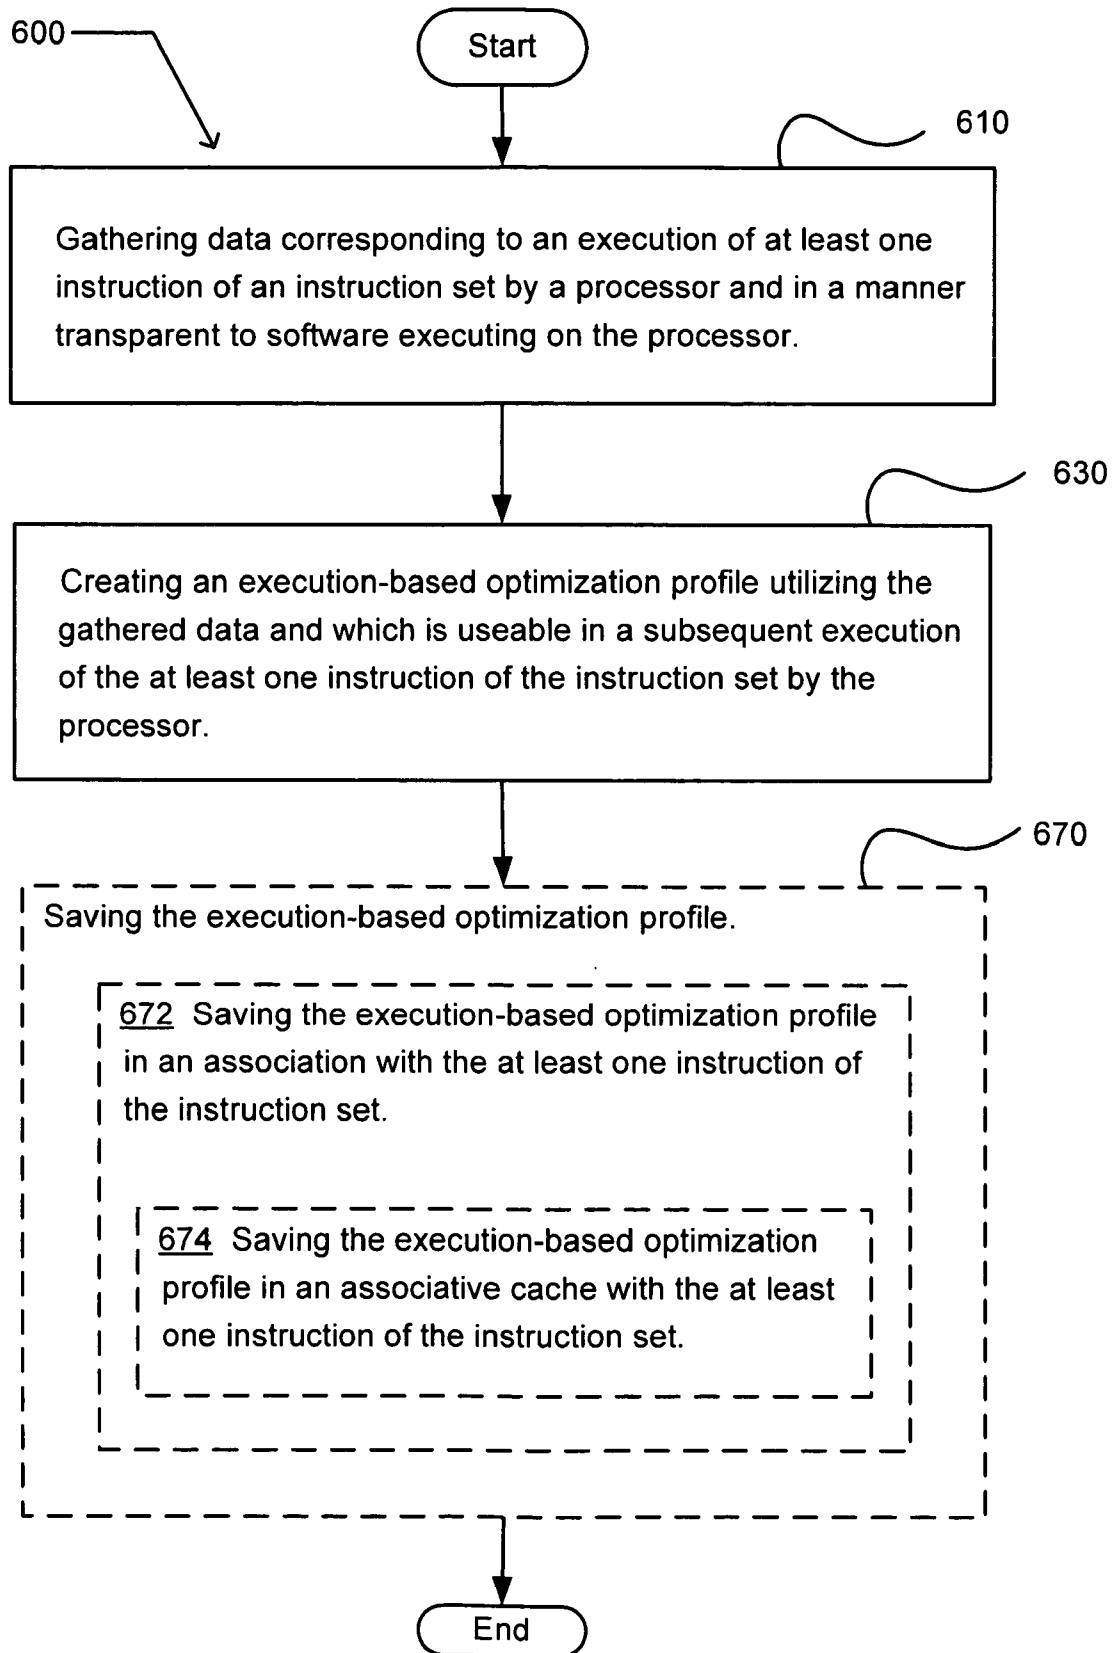 600
Start
610
Gathering data corresponding to an execution of at least one
instruction of an instruction set by a processor and in a manner
transparent to software executing on the processor.
630
Creating an execution-based optimization profile utilizing the
gathered data and which is useable in a subsequent execution
of the at least one instruction of the instruction set by the
processor.
670
Saving the execution-based optimization profile.
672 Saving the execution-based optimization profile
in an association with the at least one instruction of
the instruction set.
674 Saving the execution-based optimization
profile in an associative cache with the at least
one instruction of the instruction set.
End